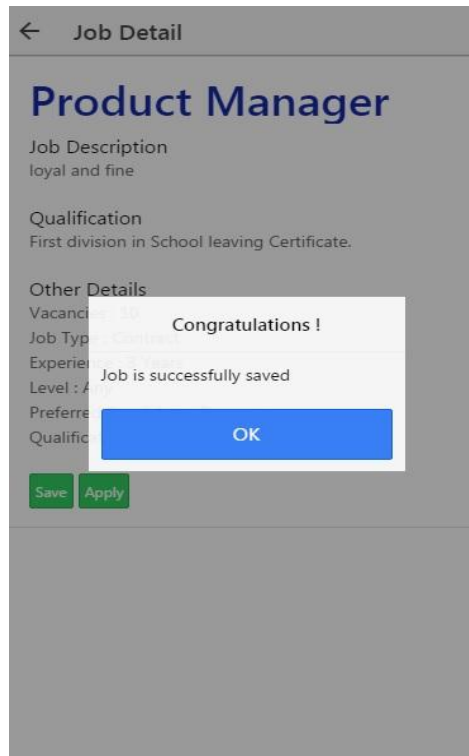 Job Detail
Product Manager
Job Description
loyal and fine
Qualification
First division in School leaving Certificate.
Other Details
Congratulations !
Job is successfully saved
Level :
OK
Save Apply